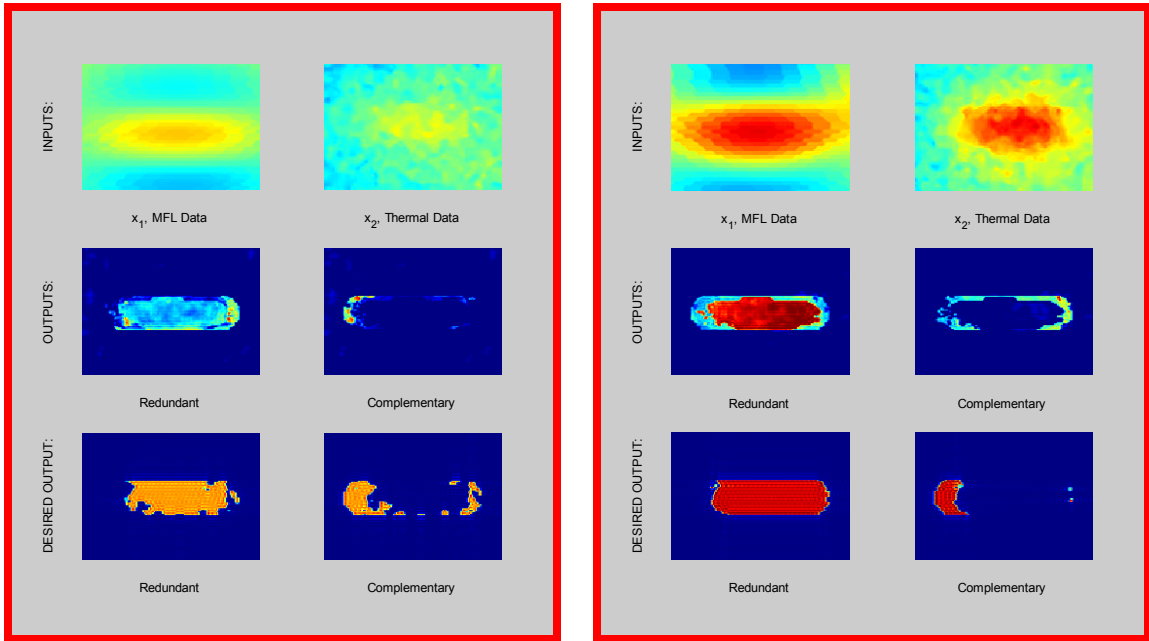 INPUTS:
x1, MFL Data
x2, Thermal Data
OUTPUTS:
Redundant
Complementary
DESIRED OUTPUT:
Redundant
Complementary
INPUTS:
x1, MFL Data
x2, Thermal Data
OUTPUTS:
Redundant
Complementary
DESIRED OUTPUT:
Redundant
Complementary